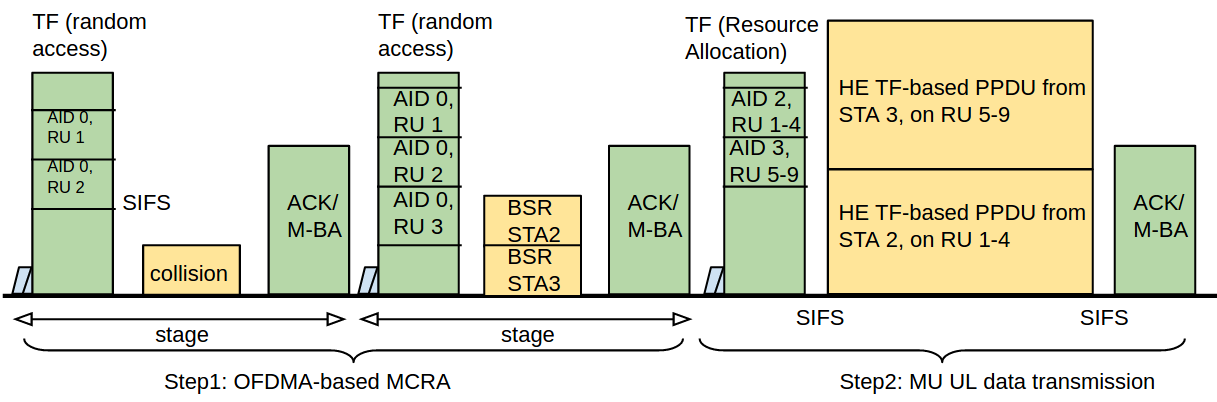 TF (random
access)
AID 0,
RU 1
AID 0,
RU 2
SIFS
collision
ACK/
M-BA
TF (random
access)
AID 0,
RU 1
AID 0,
RU 2
AID 0,
RU 3
BSR
STA2
BSR
STA3
ACK/
M-BA
TF (Resource
Allocation)
AID 2,
RU 1-4
AID 3,
RU 5-9
HE TF-based PPDU from
STA 3, on RU 5-9
HE TF-based PPDU from
STA 2, on RU 1-4
ACK/
M-BA
stage
stage
SIFS
SIFS
Step1: OFDMA-based MCRA
Step2: MU UL data transmission